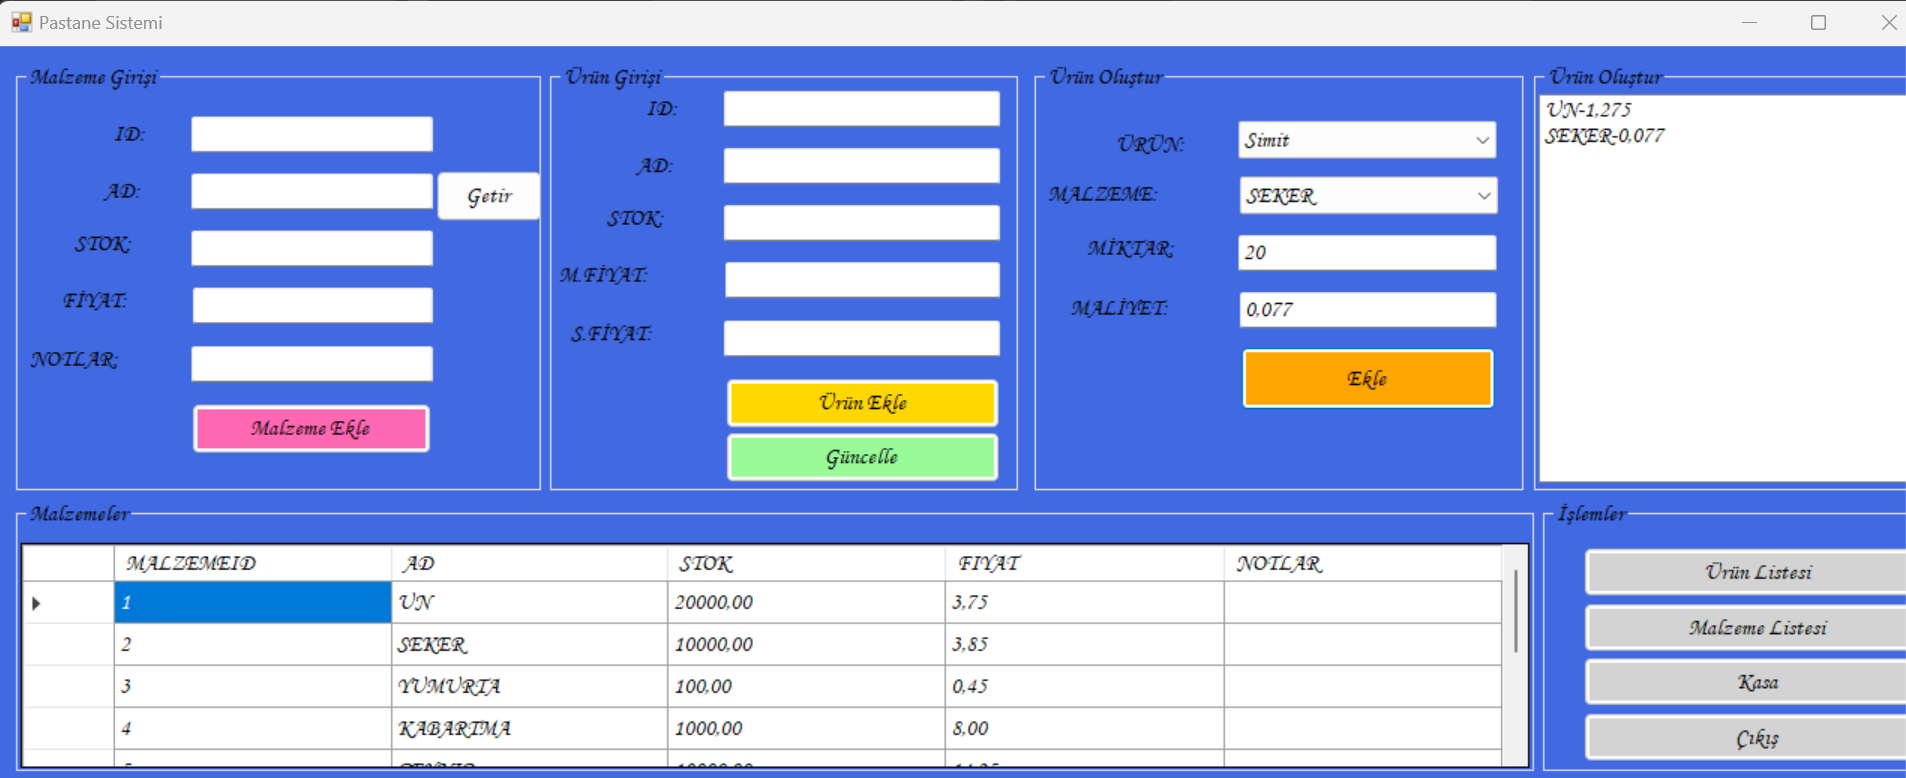 Pastane Sistemi
Malzeme Girişi
ID:
AD:
Getir
STOK:
FİYAT:
NOTLAR:
Malzeme Ekle
Ürün Girişi
ID:
AD:
STOK:
M.FİYAT:
S.FİYAT:
Ürün Ekle
Güncelle
Ürün Oluştur
ÜRÜN: Simit
MALZEME: SEKER
MİKTAR: 20
MALİYET: 0,077
Ekle
Ürün Oluştur
UN-1,275
SEKER-0,077
Malzemeler
MALZEMEID AD STOK FIYAT NOTLAR
1 UN 20000,00 3,75
2 SEKER 10000,00 3,85
3 YUMURTA 100,00 0,45
4 KABARTMA 1000,00 8,00
İşlemler
Ürün Listesi
Malzeme Listesi
Kasa
Çıkış